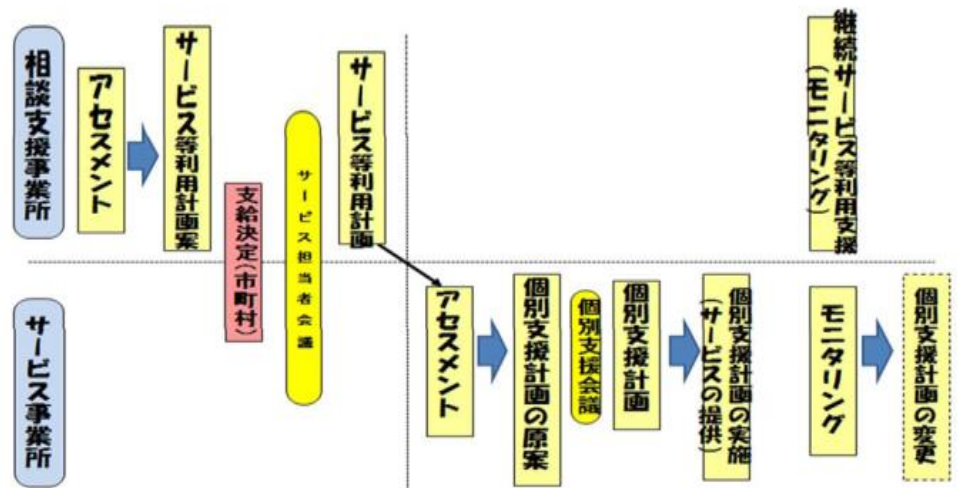 相談支援事業所
アセスメント
サービス等利用計画案
支給決定(市町村)
サービス担当者会議
サービス等利用計画
継続サービス等利用支援
(モニタリング)
サービス事業所
アセスメント
個別支援計画の原案
個別支援会議
個別支援計画
個別支援計画の実施
(サービスの提供)
モニタリング
個別支援計画の変更